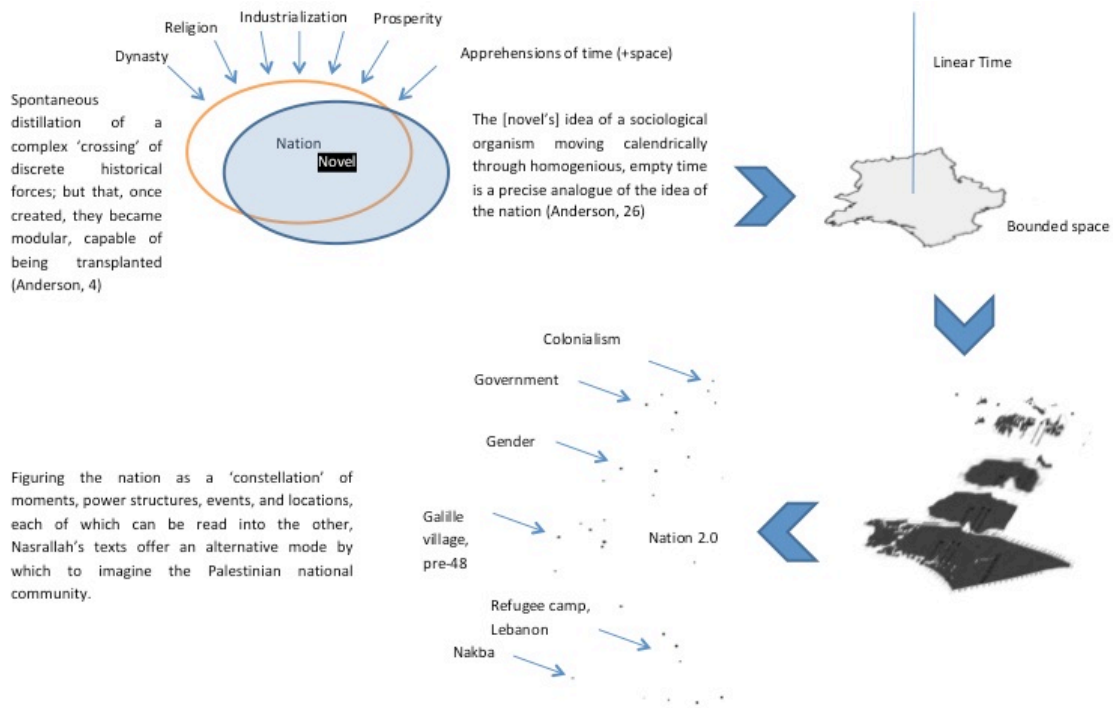 Industrialization
Prosperity
Religion
Dynasty
Apprehensions of time (+space)
Linear Time
Spontaneous
distillation of a
complex ‘crossing’ of
discrete historical
forces; but that, once
created, they became
modular, capable of
being transplanted
(Anderson, 4)
Nation
Novel
The [novel’s] idea of a sociological
organism moving calendrically
through homogenious, empty time
is a precise analogue of the idea of
the nation (Anderson, 26)
Bounded space
Colonialism
Government
Gender
Figuring the nation as a ‘constellation’ of
moments, power structures, events, and locations,
each of which can be read into the other,
Nasrallah’s texts offer an alternative mode by
which to imagine the Palestinian national
community.
Galille
village,
pre-48
Nation 2.0
Refugee camp,
Lebanon
Nakba